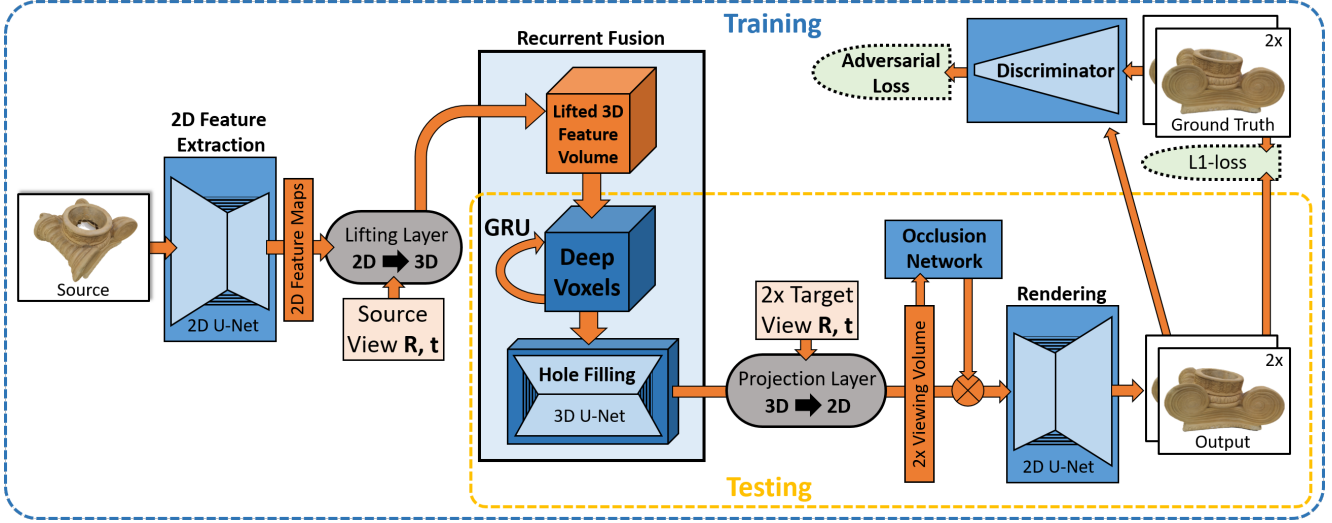 Training
Recurrent Fusion
2D Feature
Extraction
Source
2D U-Net
2D Feature Maps
Lifting Layer
2D 3D
Source
View R, t
Lifted 3D
Feature
Volume
GRU
Deep
Voxels
Hole Filling
3D U-Net
2x Target
View R, t
Projection Layer
3D 2D
2x Viewing Volume
Occlusion
Network
Rendering
2D U-Net
Adversarial
Loss
Discriminator
2x
Ground Truth
L1-loss
2x
Output
Testing